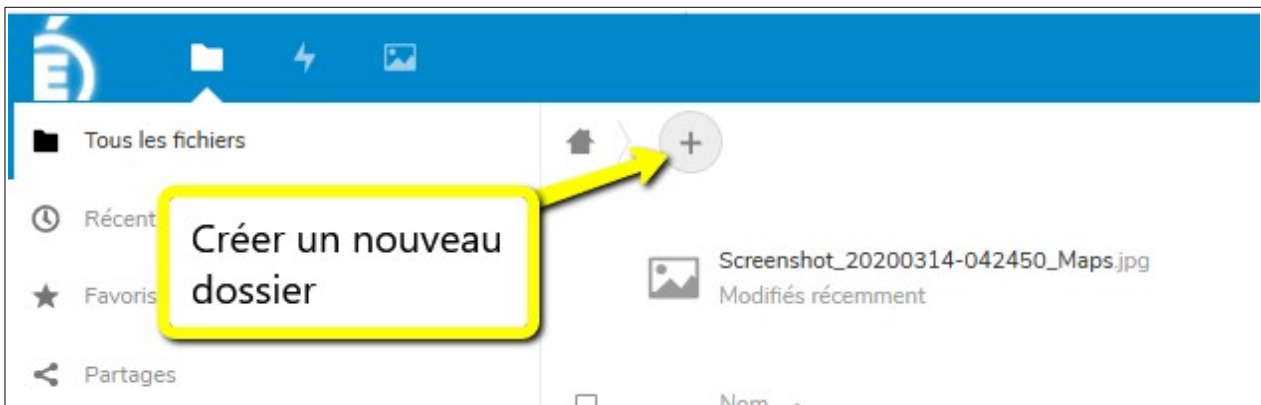 É
Tous les fichiers
Récent
Créer un nouveau
dossier
Favoris
Partages
Screenshot_20200314-042450_Maps.jpg
Modifiés récemment
Nom